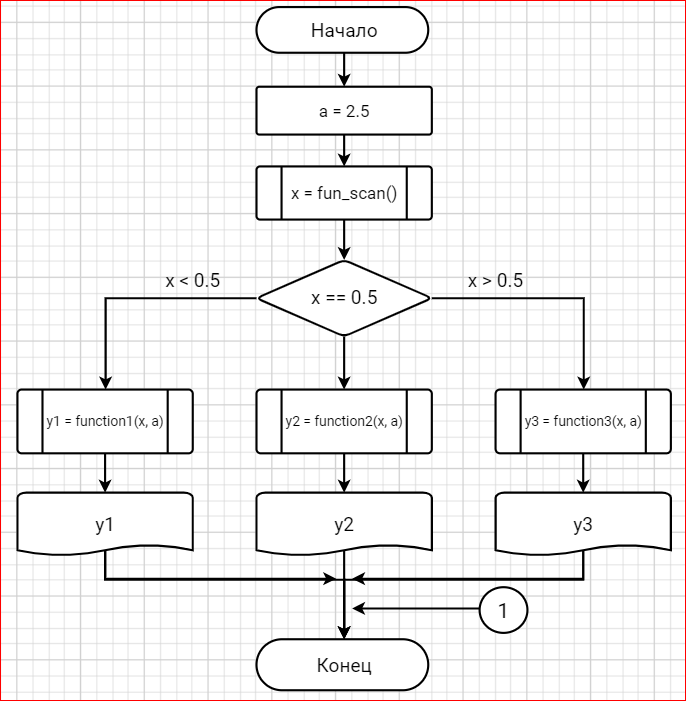 Начало
a = 2.5
x = fun_scan()
x < 0.5
x == 0.5
x > 0.5
y1 = function1(x, a)
y2 = function2(x, a)
y3 = function3(x, a)
y1
y2
y3
1
Конец